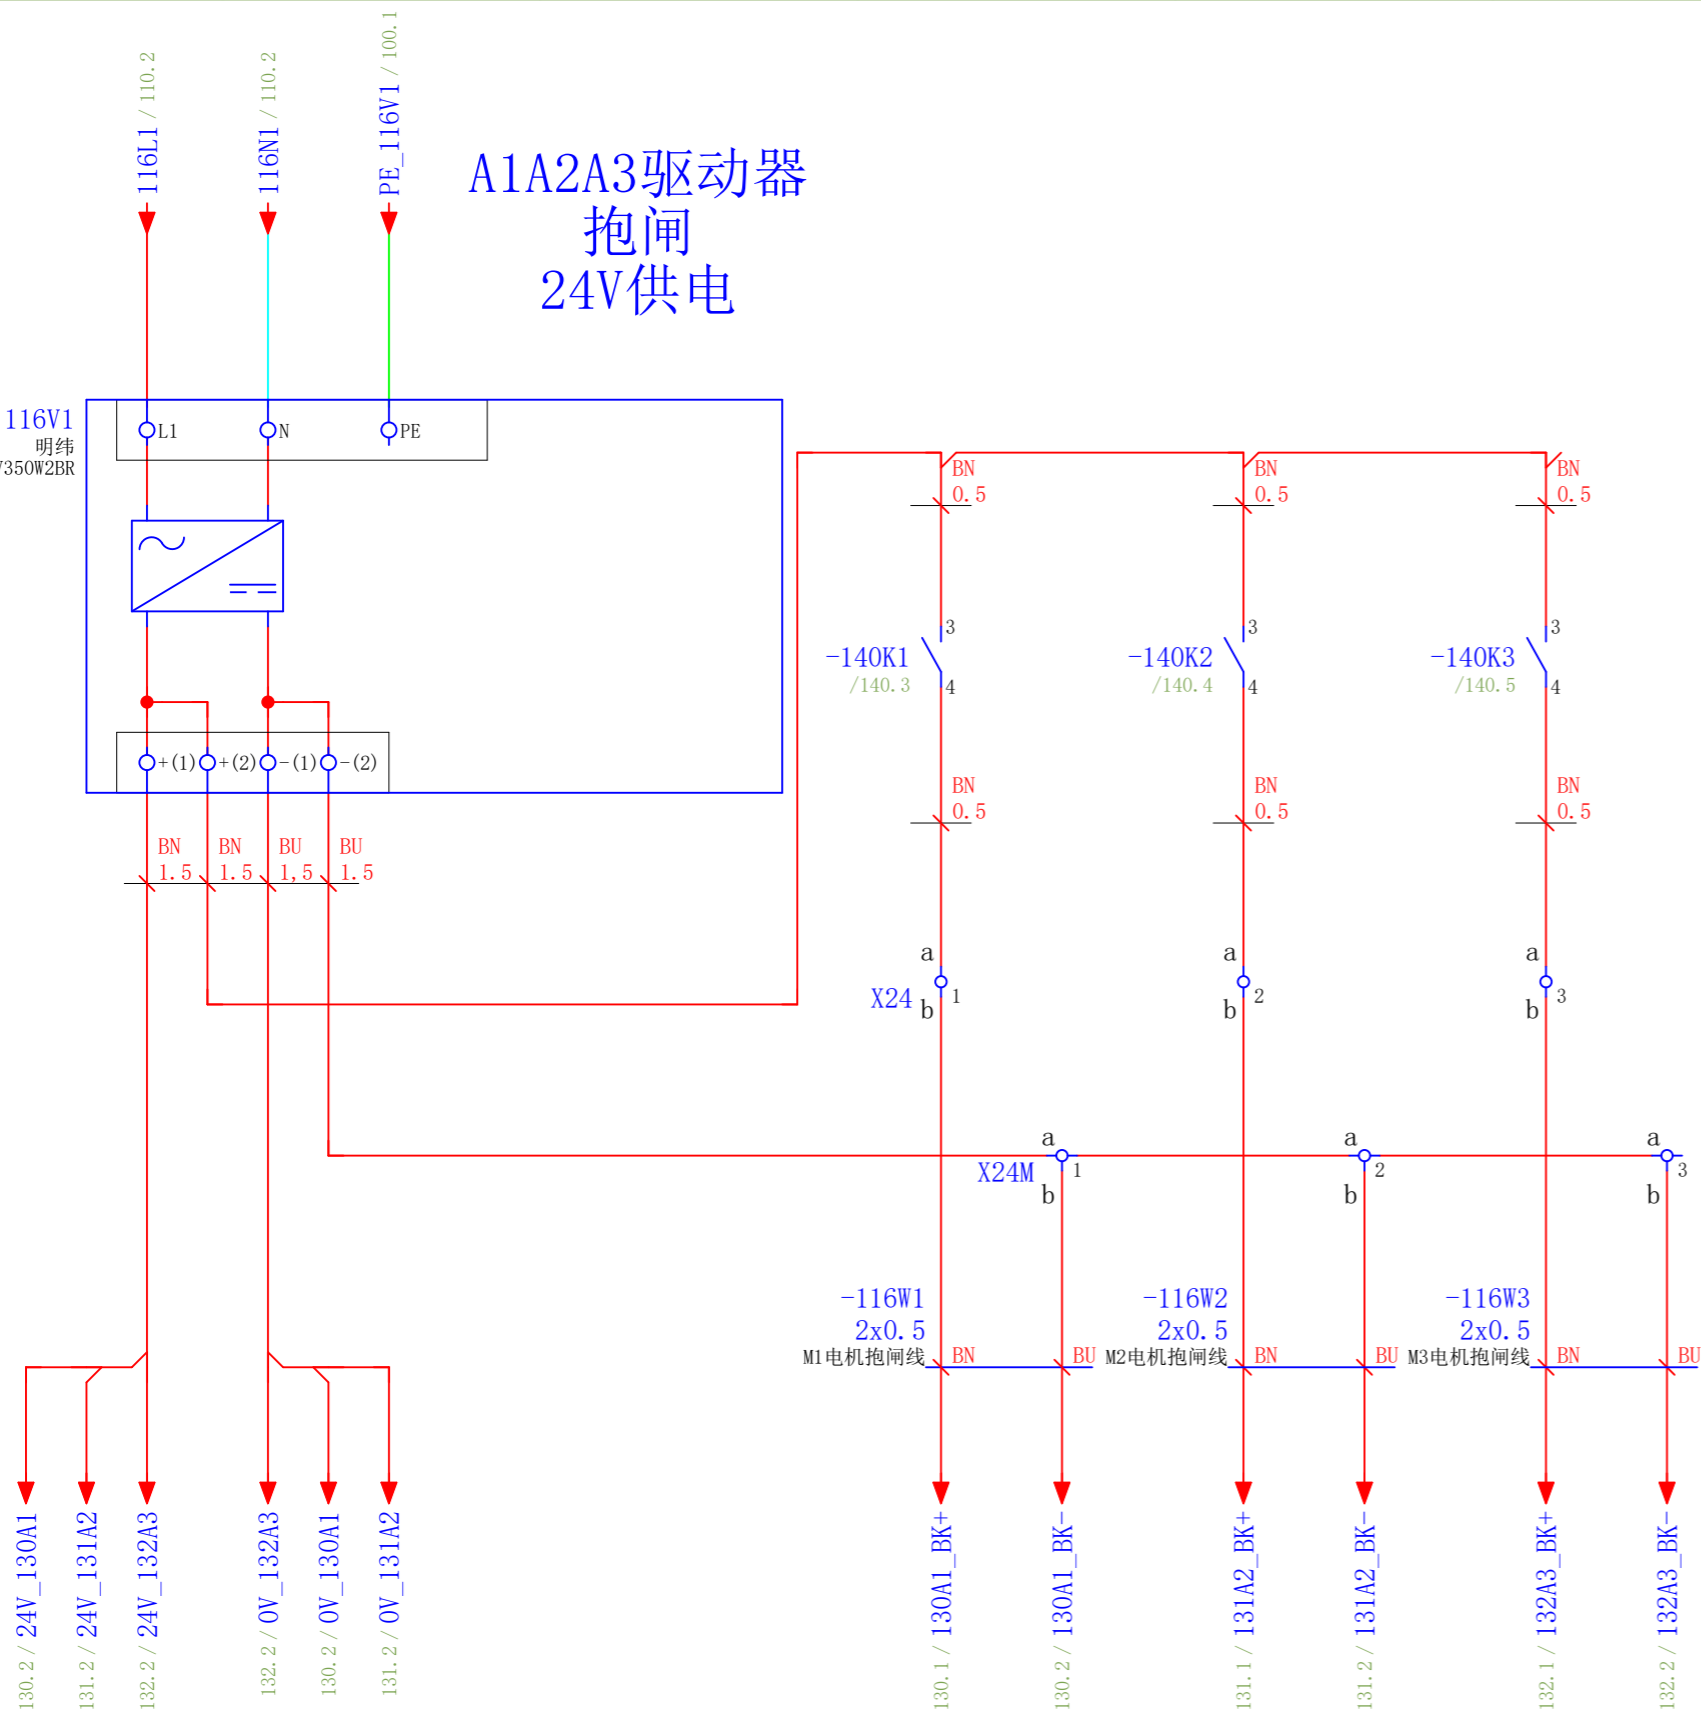 116L1 / 110.2
116N1 / 110.2
PE_116V1 / 100.1
A1A2A3驱动器
抱闸
24V供电
116V1
明纬
V350W2BR
L1
N
PE
BN
0.5
BN
0.5
BN
0.5
3
-140K1
/140.3
4
3
-140K2
/140.4
4
3
-140K3
/140.5
4
+(1)
+(2)
-(1)
-(2)
BN
0.5
BN
0.5
BN
0.5
BN
1.5
BN
1.5
BU
1,5
BU
1.5
a
X24
1
b
a
2
b
a
3
b
a
X24M
1
b
a
2
b
a
3
b
-116W1
2x0.5
M1电机抱闸线
BN
BU
-116W2
2x0.5
M2电机抱闸线
BN
BU
-116W3
2x0.5
M3电机抱闸线
BN
BU
130.2 / 24V_130A1
131.2 / 24V_131A2
132.2 / 24V_132A3
132.2 / 0V_132A3
130.2 / 0V_130A1
131.2 / 0V_131A2
130.1 / 130A1_BK+
130.2 / 130A1_BK-
131.1 / 131A2_BK+
131.2 / 131A2_BK-
132.1 / 132A3_BK+
132.2 / 132A3_BK-